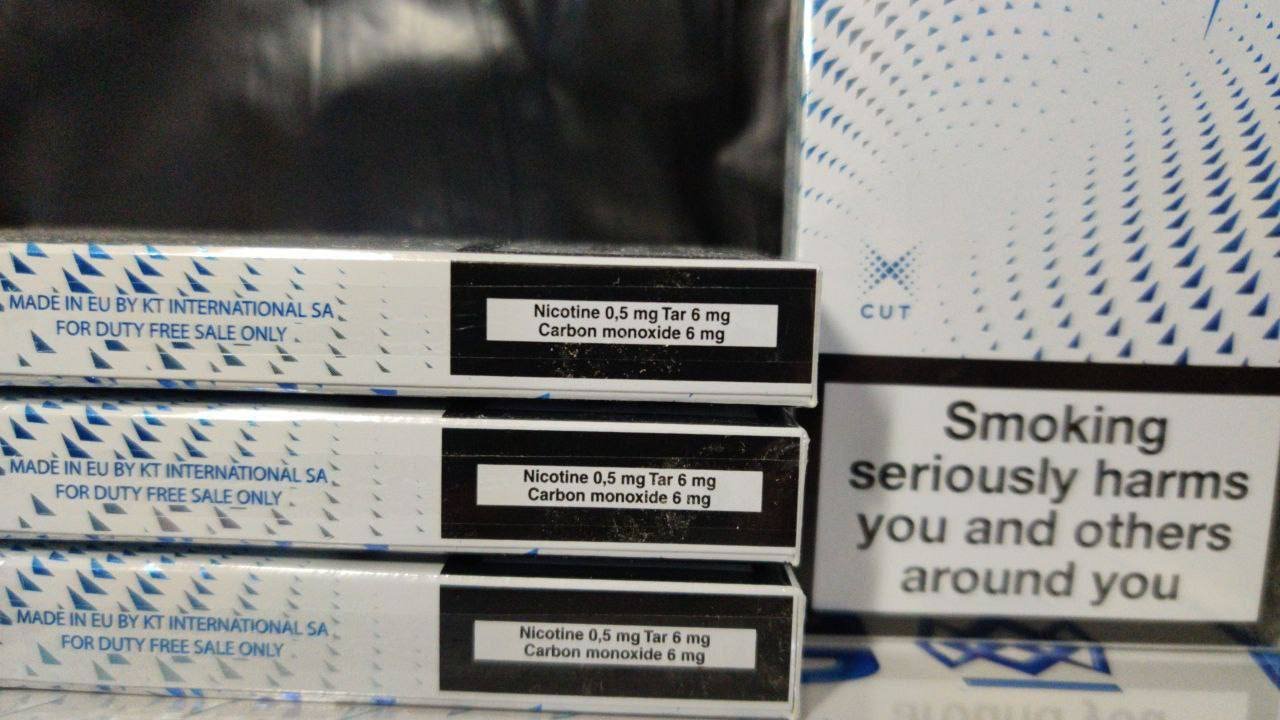 MADE IN EU BY KT INTERNATIONAL SA
FOR DUTY FREE SALE ONLY
Nicotine 0,5 mg Tar 6 mg
Carbon monoxide 6 mg
MADE IN EU BY KT INTERNATIONAL SA
FOR DUTY FREE SALE ONLY
Nicotine 0,5 mg Tar 6 mg
Carbon monoxide 6 mg
MADE IN EU BY KT INTERNATIONAL SA
FOR DUTY FREE SALE ONLY
Nicotine 0,5 mg Tar 6 mg
Carbon monoxide 6 mg
CUT
Smoking
seriously harms
you and others
around you